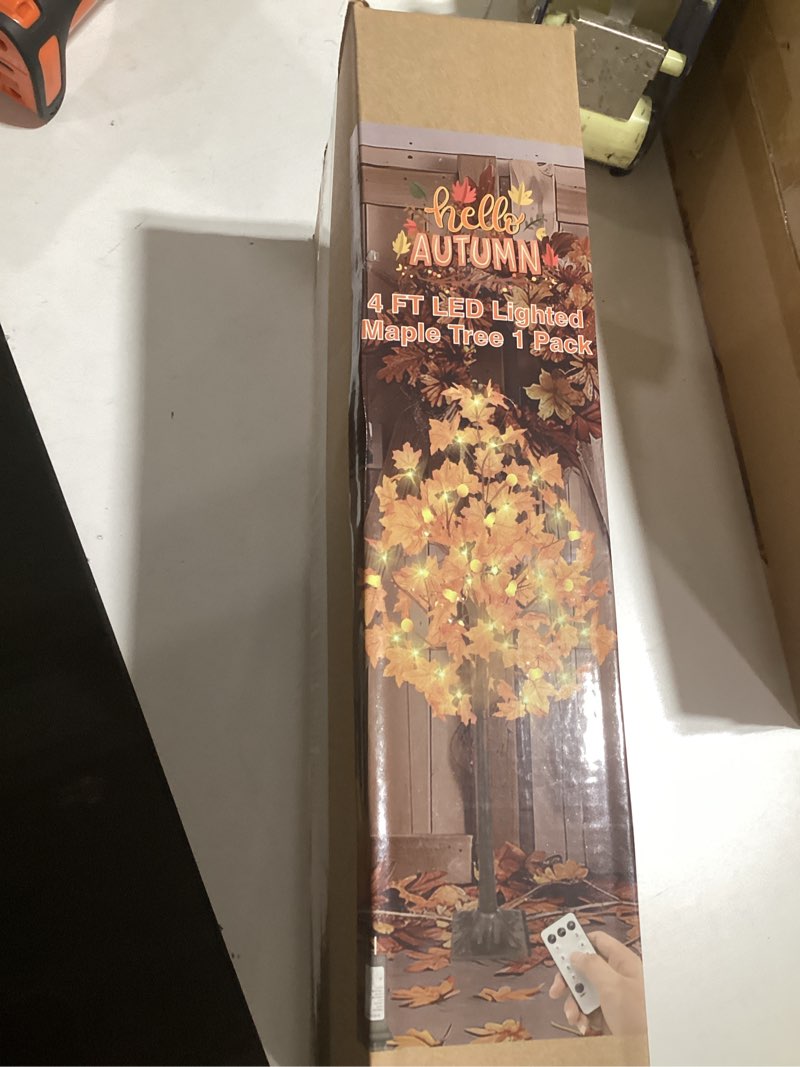 hello
AUTUMN
4 FT LED Lighted
Maple Tree 1 Pack